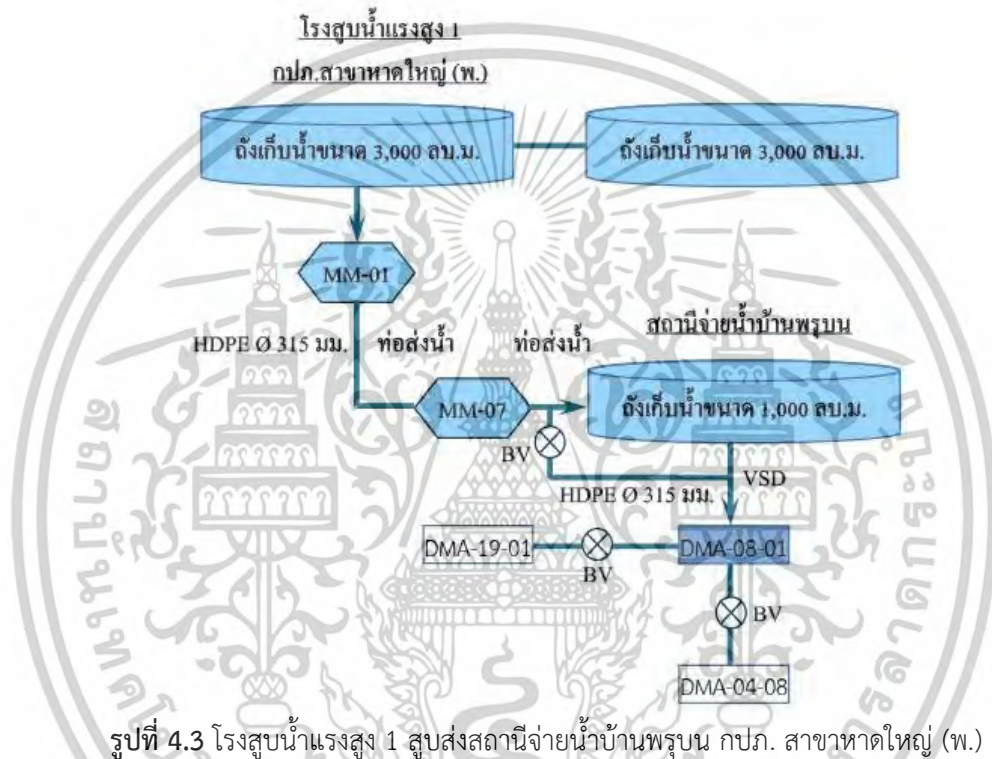 โรงสูบน้ำแรงสูง 1
กปภ.สาขาหาดใหญ่ (พ.)
ถังเก็บน้ำขนาด 3,000 ลบ.ม.
ถังเก็บน้ำขนาด 3,000 ลบ.ม.
MM-01
HDPE Ø 315 มม.
ท่อส่งน้ำ
ท่อส่งน้ำ
สถานีจ่ายน้ำบ้านพรุบน
MM-07
ถังเก็บน้ำขนาด 1,000 ลบ.ม.
BV
VSD
HDPE Ø 315 มม.
DMA-19-01
DMA-08-01
BV
BV
DMA-04-08
รูปที่ 4.3 โรงสูบน้ำแรงสูง 1 สูบส่งสถานีจ่ายน้ำบ้านพรุบน กปภ. สาขาหาดใหญ่ (พ.)